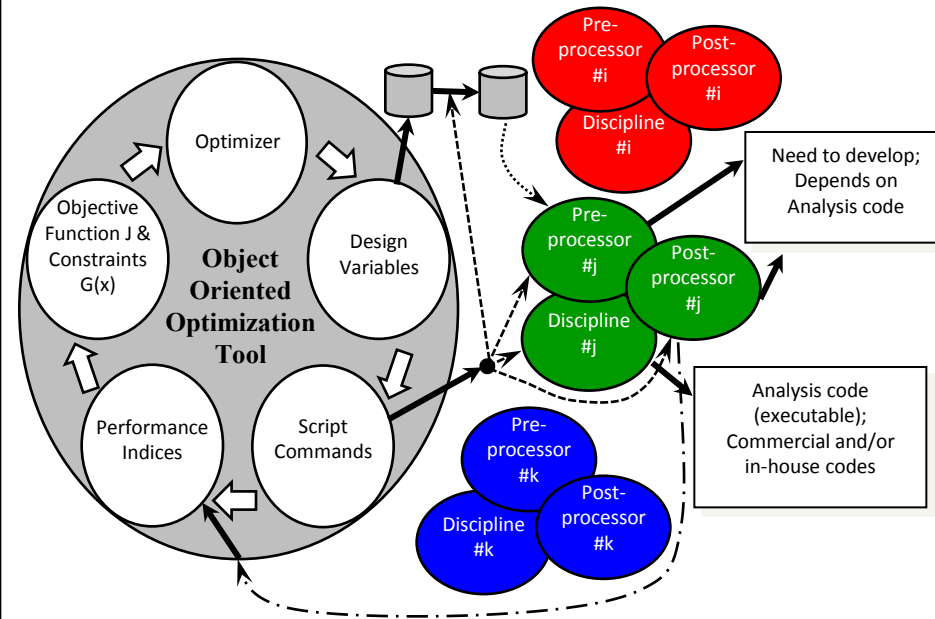 Optimizer
Objective
Function J &
Constraints
G(x)
Design
Variables
Object
Oriented
Optimization
Tool
Performance
Indices
Script
Commands
Pre-
processor
#i
Post-
processor
#i
Discipline
#i
Pre-
processor
#j
Post-
processor
#j
Discipline
#j
Need to develop;
Depends on
Analysis code
Analysis code
(executable);
Commercial and/or
in-house codes
Pre-
processor
#k
Post-
processor
#k
Discipline
#k